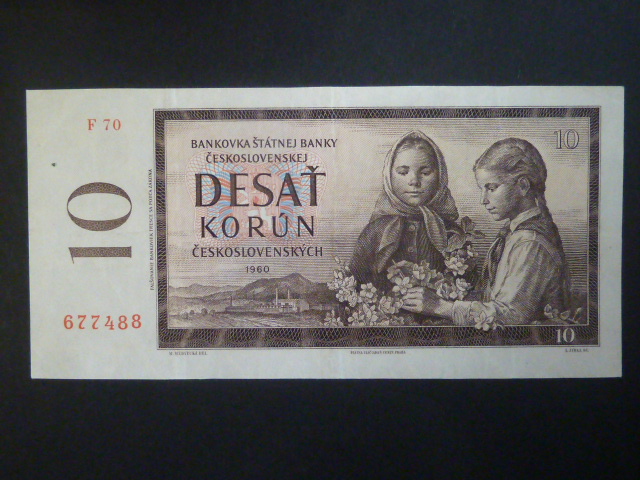 F 70
10
677488
BANKOVKA ŠTÁTNEJ BANKY
ČESKOSLOVENSKEJ
DESAŤ
KORÚN
ČESKOSLOVENSKÝCH
1960
10
10